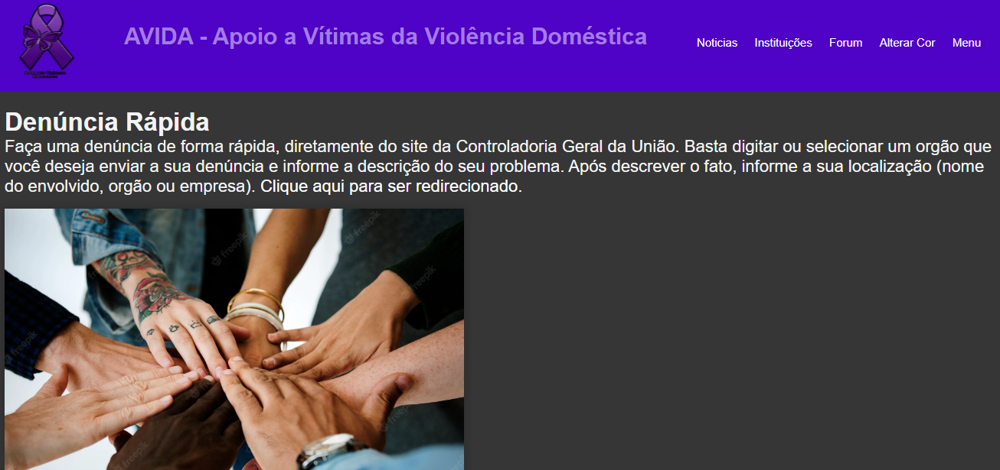 AVIDA - Apoio a Vítimas da Violência Doméstica
Noticias Instituições Forum Alterar Cor Menu
Denúncia Rápida
Faça uma denúncia de forma rápida, diretamente do site da Controladoria Geral da União. Basta digitar ou selecionar um orgão que
você deseja enviar a sua denúncia e informe a descrição do seu problema. Após descrever o fato, informe a sua localização (nome
do envolvido, orgão ou empresa). Clique aqui para ser redirecionado.
freepik
freepik
freepik
freepik
freepik
freepik